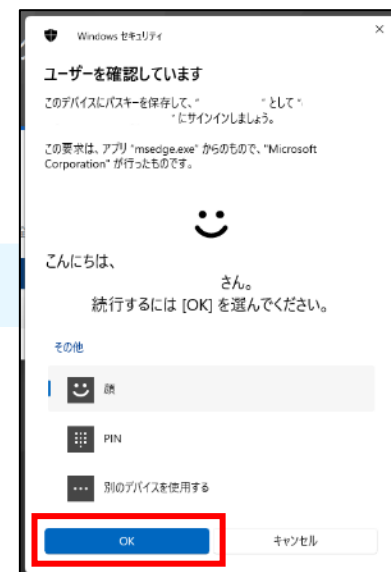 Windows セキュリティ
ユーザーを確認しています
このデバイスにパスキーを保存して、" " として "
" にサインインしましょう。
この要求は、アプリ "msedge.exe" からのもので、"Microsoft
Corporation" が行ったものです。
こんにちは、
さん。
続行するには [OK] を選んでください。
その他
顔
PIN
別のデバイスを使用する
OK
キャンセル